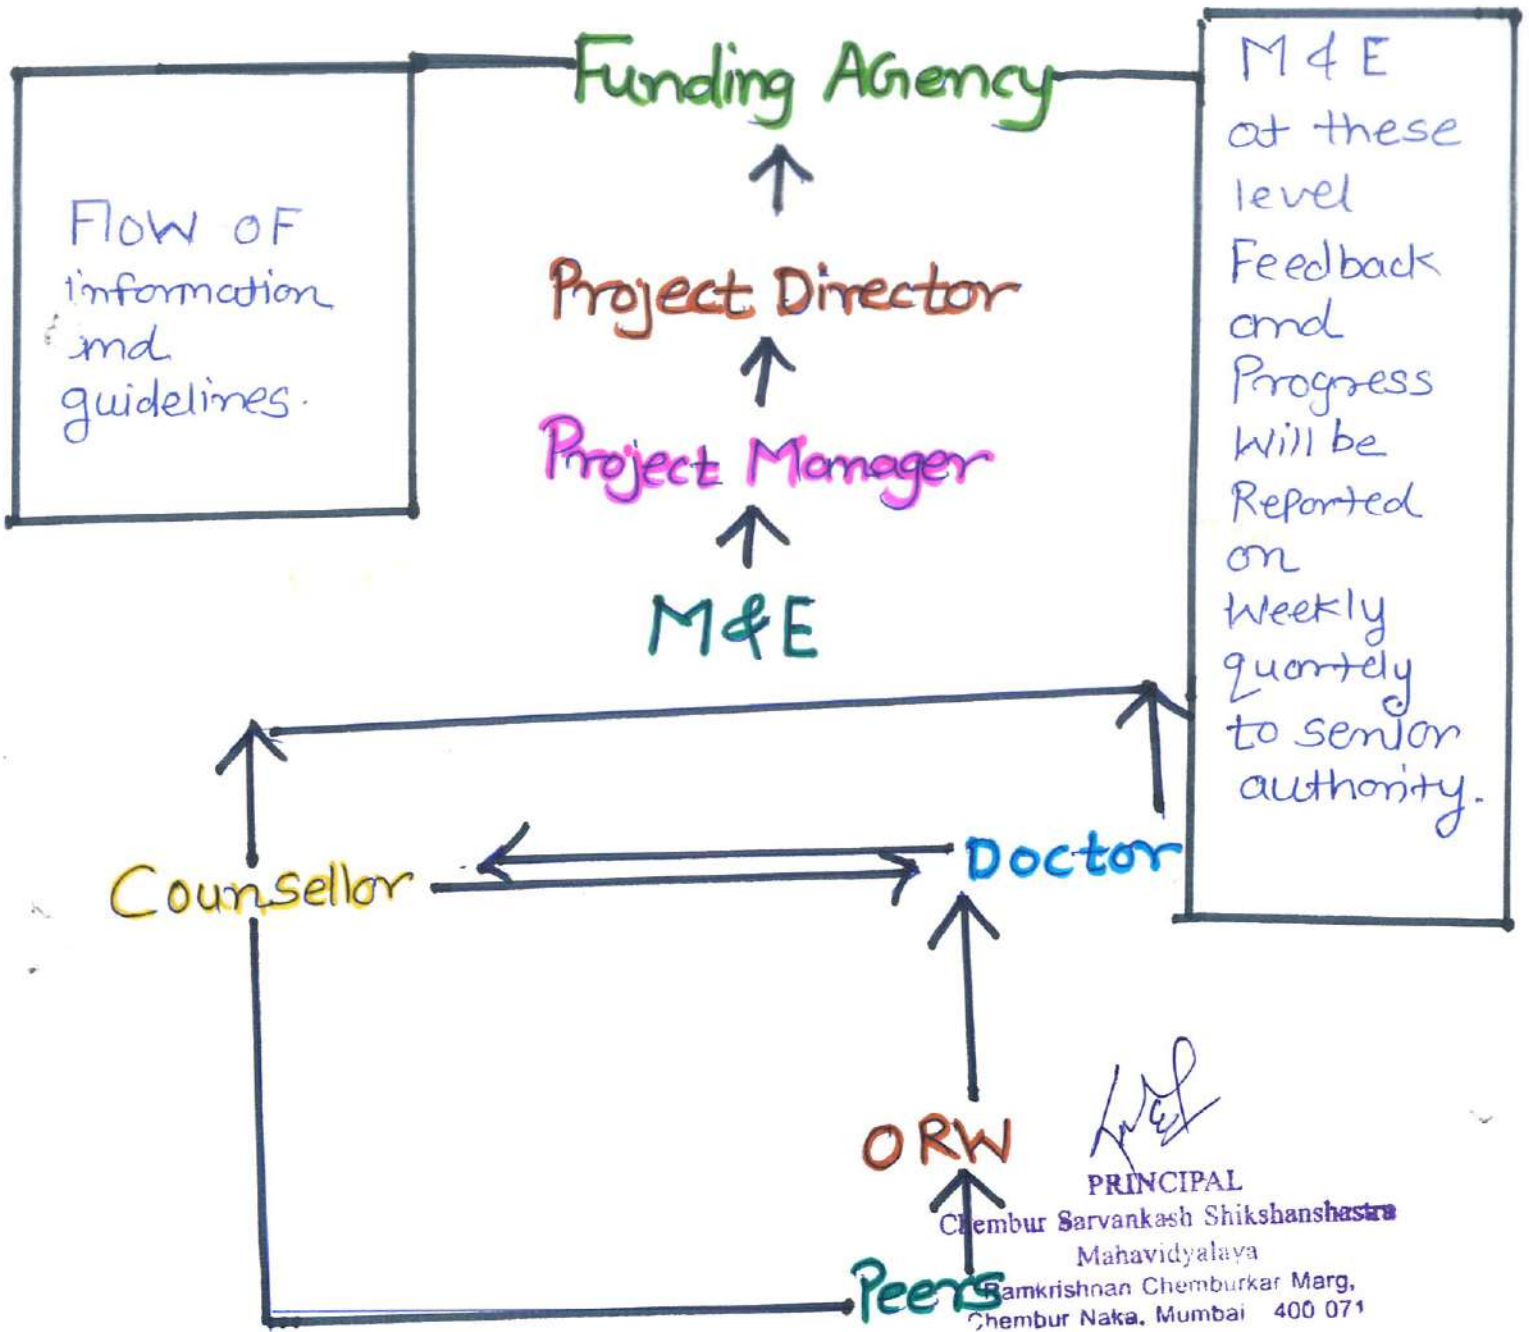 Funding Agency
Flow of
information
and
guidelines.
M & E
at these
level
Feedback
and
Progress
Will be
Reported
on
Weekly
quartely
to senior
authority.
Project Director
Project Manager
M & E
Counsellor
Doctor
ORW
Peers
PRINCIPAL
Chembur Sarvankash Shikshanshastra
Mahavidyalaya
Ramkrishnan Chemburkar Marg,
Chembur Naka, Mumbai 400 071